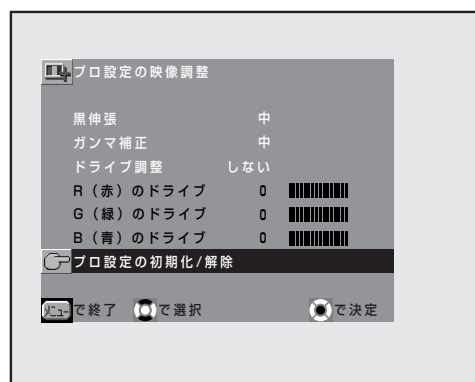 プロ設定の映像調整
黒伸張 中
ガンマ補正 中
ドライブ調整 しない
R（赤）のドライブ 0
G（緑）のドライブ 0
B（青）のドライブ 0
プロ設定の初期化/解除
メニューで終了 で選択 で決定